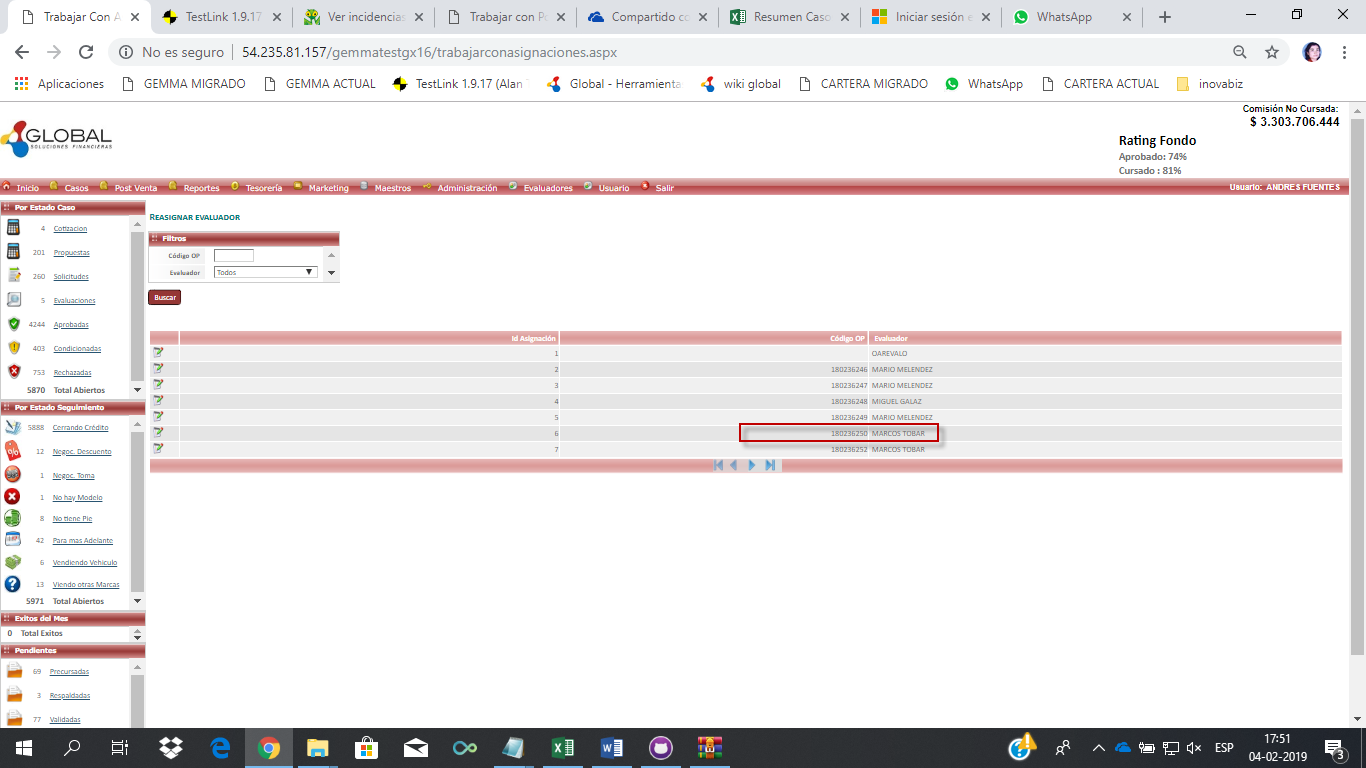 Trabajar Con A
TestLink 1.9.17
Ver incidencias
Trabajar con Pa
Compartido co
Resumen Caso
Iniciar sesión e
WhatsApp
No es seguro
54.235.81.157/gemmatestgx16/trabajarconasignaciones.aspx
Aplicaciones
GEMMA MIGRADO
GEMMA ACTUAL
TestLink 1.9.17 (Alan
Global - Herramienta
wiki global
CARTERA MIGRADO
WhatsApp
CARTERA ACTUAL
inovabiz
GLOBAL
SOLUCIONES FINANCIERAS
Comisión No Cursada:
$ 3.303.706.444
Rating Fondo
Aprobado: 74%
Cursado : 81%
Inicio Casos Post Venta Reportes Tesorería Marketing Maestros Administración Evaluadores Usuario Salir
Usuario: ANDRES FUENTES
Por Estado Caso
4 Cotizacion
201 Propuestas
260 Solicitudes
5 Evaluaciones
4244 Aprobadas
403 Condicionadas
753 Rechazadas
5870 Total Abiertos
Por Estado Seguimiento
5888 Cerrando Crédito
12 Negoc. Descuento
1 Negoc. Toma
1 No hay Modelo
8 No tiene Pie
42 Para mas Adelante
6 Vendiendo Vehículo
13 Viendo otras Marcas
5971 Total Abiertos
Exitos del Mes
0 Total Exitos
Pendientes
69 Precursadas
3 Respaldadas
77 Validadas
REASIGNAR EVALUADOR
Filtros
Código OP
Evaluador Todos
Buscar
Id Asignación Código OP Evaluador
1 OAREVALO
2 180236246 MARIO MELENDEZ
3 180236247 MARIO MELENDEZ
4 180236248 MIGUEL GALAZ
5 180236249 MARIO MELENDEZ
6 180236250 MARCOS TOBAR
7 180236252 MARCOS TOBAR
ESP
17:51
04-02-2019
3